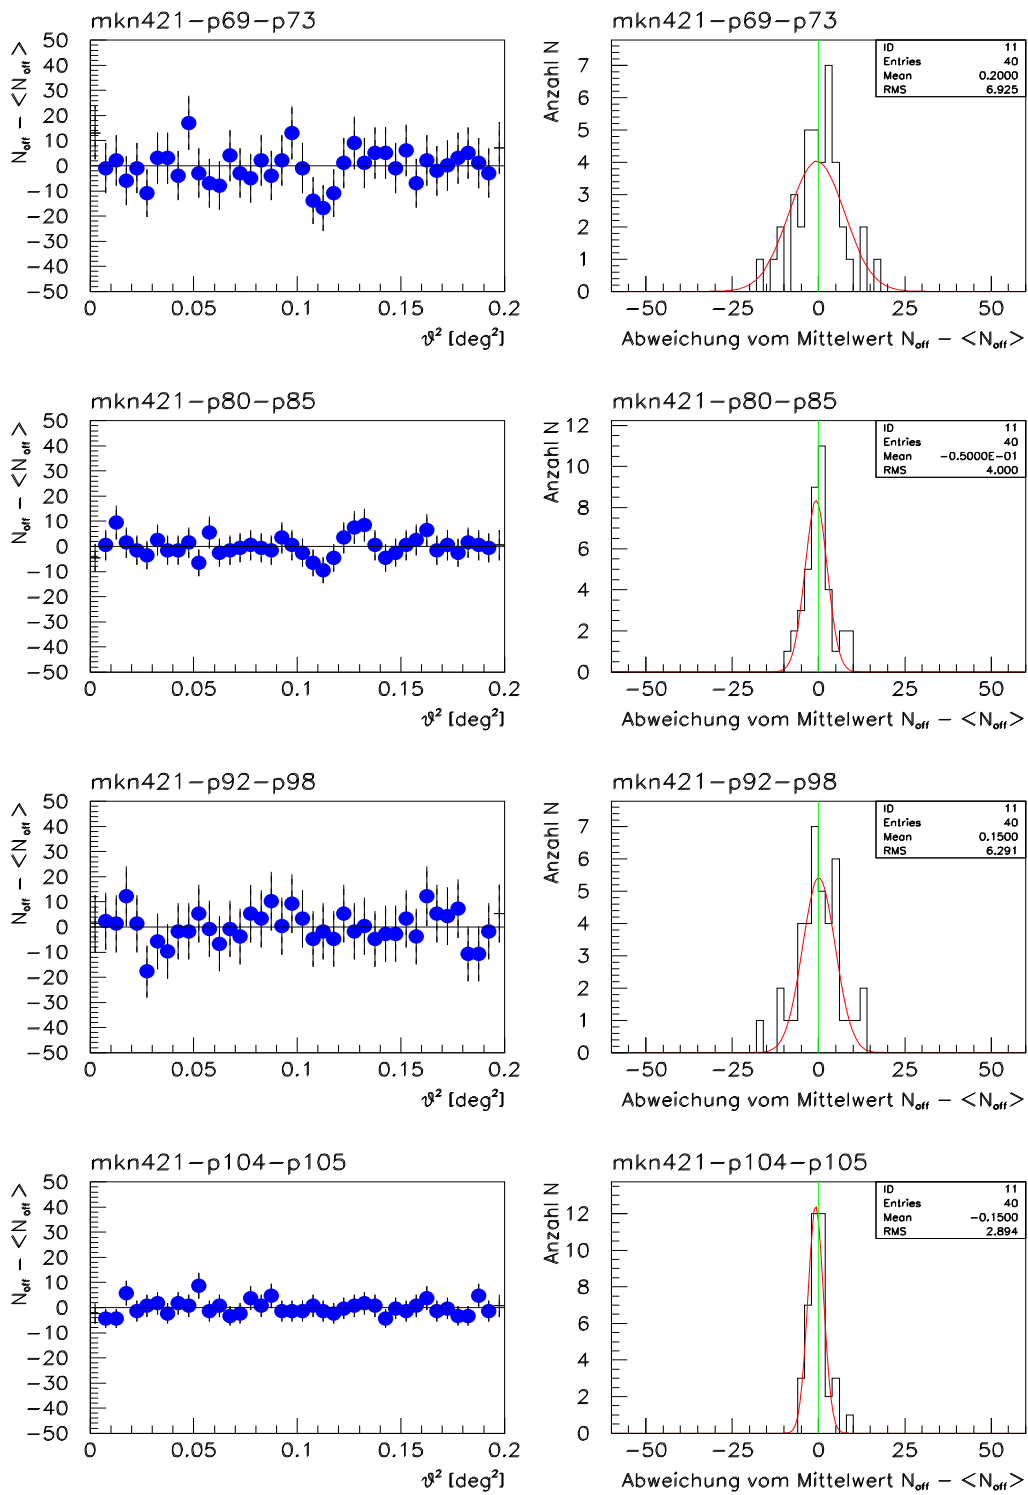 mkn421-p69-p73
N_off - <N_off>
50
40
30
20
10
0
-10
-20
-30
-40
-50
0 0.05 0.1 0.15 0.2
ϑ² [deg²]
mkn421-p69-p73
Anzahl N
ID 11
Entries 40
Mean 0.2000
RMS 6.925
7
6
5
4
3
2
1
0
-50 -25 0 25 50
Abweichung vom Mittelwert N_off - <N_off>
mkn421-p80-p85
N_off - <N_off>
50
40
30
20
10
0
-10
-20
-30
-40
-50
0 0.05 0.1 0.15 0.2
ϑ² [deg²]
mkn421-p80-p85
Anzahl N
ID 11
Entries 40
Mean -0.5000E-01
RMS 4.000
12
10
8
6
4
2
0
-50 -25 0 25 50
Abweichung vom Mittelwert N_off - <N_off>
mkn421-p92-p98
N_off - <N_off>
50
40
30
20
10
0
-10
-20
-30
-40
-50
0 0.05 0.1 0.15 0.2
ϑ² [deg²]
mkn421-p92-p98
Anzahl N
ID 11
Entries 40
Mean 0.1500
RMS 6.291
7
6
5
4
3
2
1
0
-50 -25 0 25 50
Abweichung vom Mittelwert N_off - <N_off>
mkn421-p104-p105
N_off - <N_off>
50
40
30
20
10
0
-10
-20
-30
-40
-50
0 0.05 0.1 0.15 0.2
ϑ² [deg²]
mkn421-p104-p105
Anzahl N
ID 11
Entries 40
Mean -0.1500
RMS 2.894
12
10
8
6
4
2
0
-50 -25 0 25 50
Abweichung vom Mittelwert N_off - <N_off>